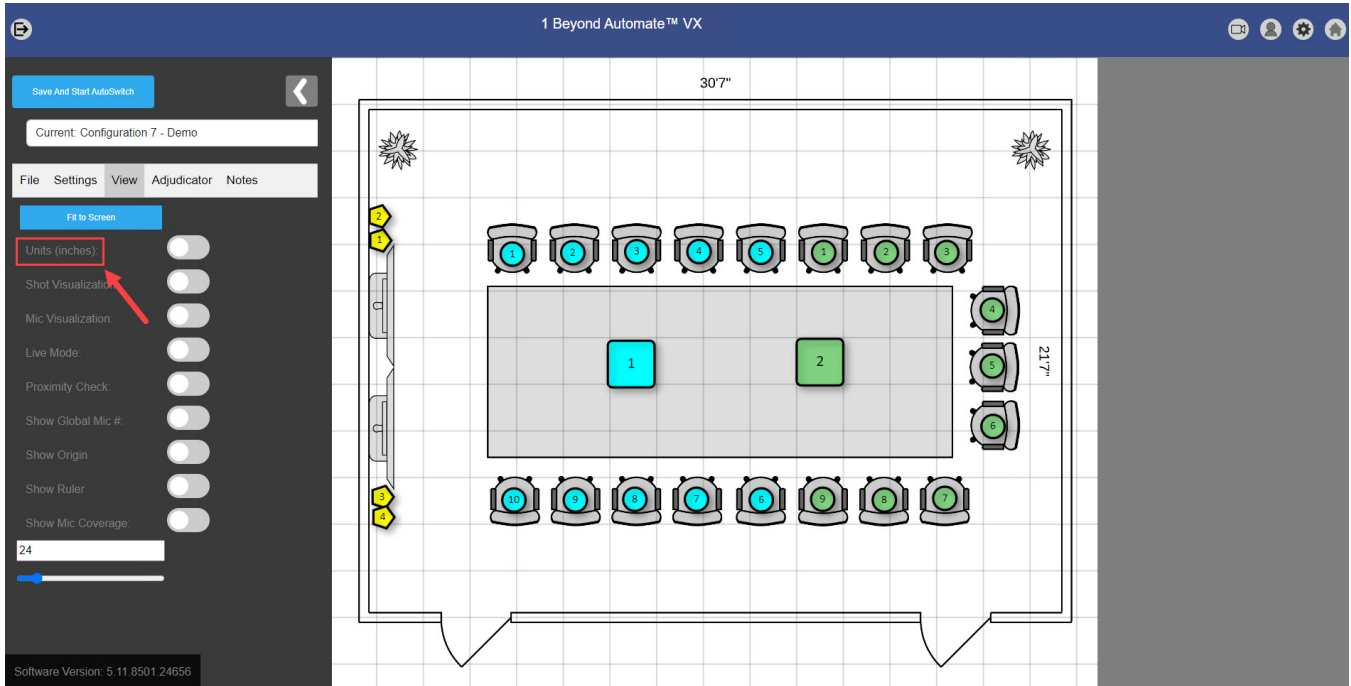 1 Beyond Automate™ VX
Save And Start AutoSwitch
Current: Configuration 7 - Demo
File Settings View Adjudicator Notes
Fit to Screen
Units (inches):
Shot Visualization:
Mic Visualization:
Live Mode:
Proximity Check:
Show Global Mic #:
Show Origin
Show Ruler
Show Mic Coverage:
24
Software Version: 5.11.8501.24656
30'7"
2
1
1 2 3 4 5 1 2 3
4
1 2
5
21'7"
6
3
4
10 9 8 7 6 9 8 7